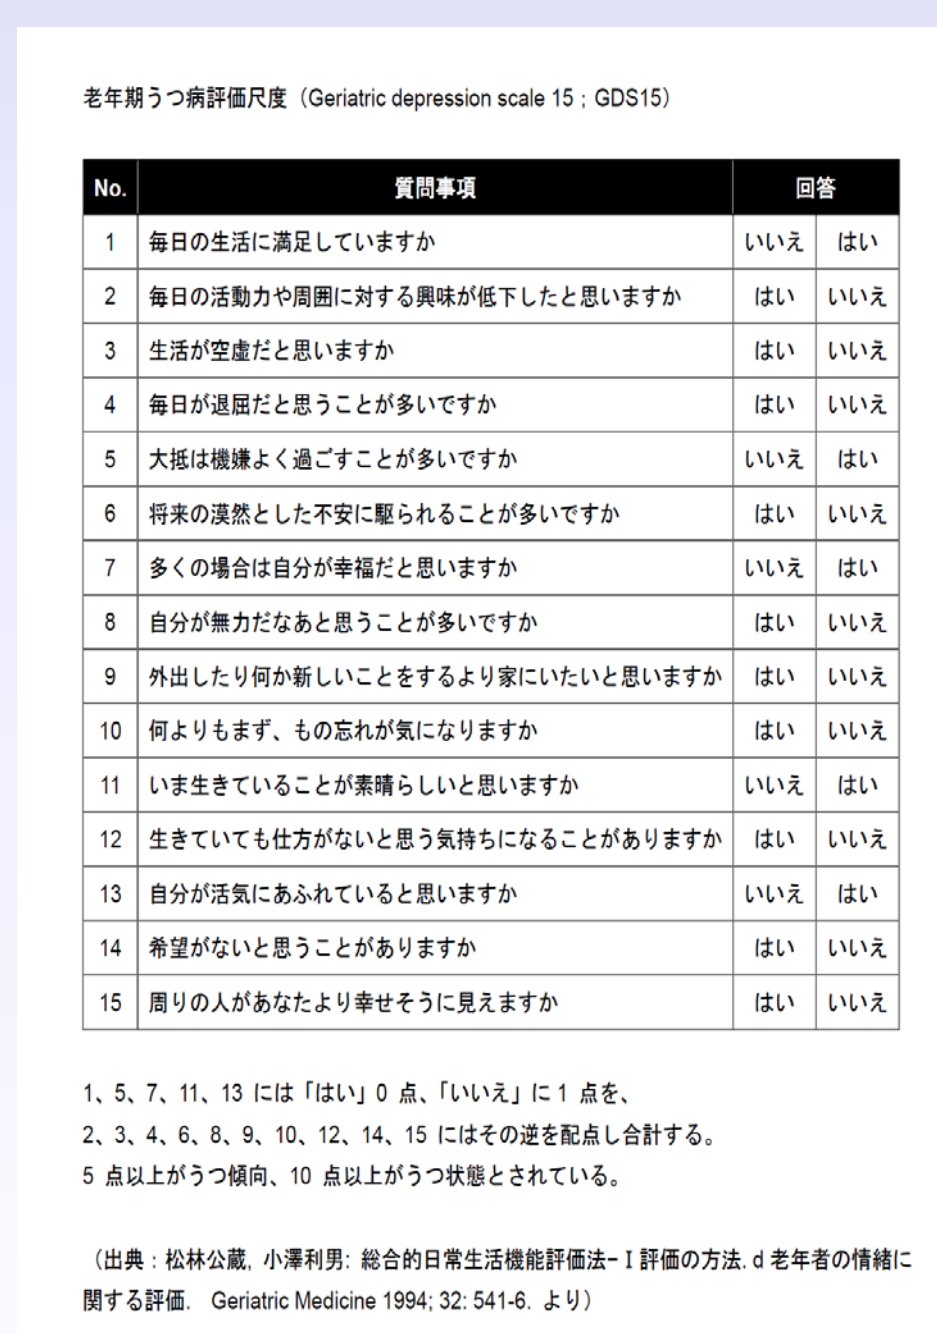 老年期うつ病評価尺度（Geriatric depression scale 15；GDS15）
No. 質問事項 回答
1 毎日の生活に満足していますか いいえ はい
2 毎日の活動力や周囲に対する興味が低下したと思いますか はい いいえ
3 生活が空虚だと思いますか はい いいえ
4 毎日が退屈だと思うことが多いですか はい いいえ
5 大抵は機嫌よく過ごすことが多いですか いいえ はい
6 将来の漠然とした不安に駆られることが多いですか はい いいえ
7 多くの場合は自分が幸福だと思いますか いいえ はい
8 自分が無力だなあと思うことが多いですか はい いいえ
9 外出したり何か新しいことをするより家にいたいと思いますか はい いいえ
10 何よりもまず、もの忘れが気になりますか はい いいえ
11 いま生きていることが素晴らしいと思いますか いいえ はい
12 生きていても仕方がないと思う気持ちになることがありますか はい いいえ
13 自分が活気にあふれていると思いますか いいえ はい
14 希望がないと思うことがありますか はい いいえ
15 周りの人があなたより幸せそうに見えますか はい いいえ
1、5、7、11、13 には「はい」0 点、「いいえ」に 1 点を、
2、3、4、6、8、9、10、12、14、15 にはその逆を配点し合計する。
5 点以上がうつ傾向、10 点以上がうつ状態とされている。
（出典：松林公蔵, 小澤利男: 総合的日常生活機能評価法－Ⅰ評価の方法. d 老年者の情緒に
関する評価. Geriatric Medicine 1994; 32: 541-6. より）